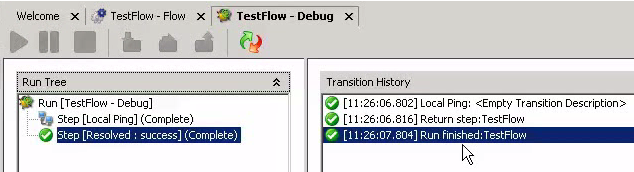 Welcome TestFlow - Flow TestFlow - Debug
Run Tree
Run [TestFlow - Debug]
Step [Local Ping] (Complete)
Step [Resolved : success] (Complete)
Transition History
[11:26:06.802] Local Ping: <Empty Transition Description>
[11:26:06.816] Return step:TestFlow
[11:26:07.804] Run finished:TestFlow